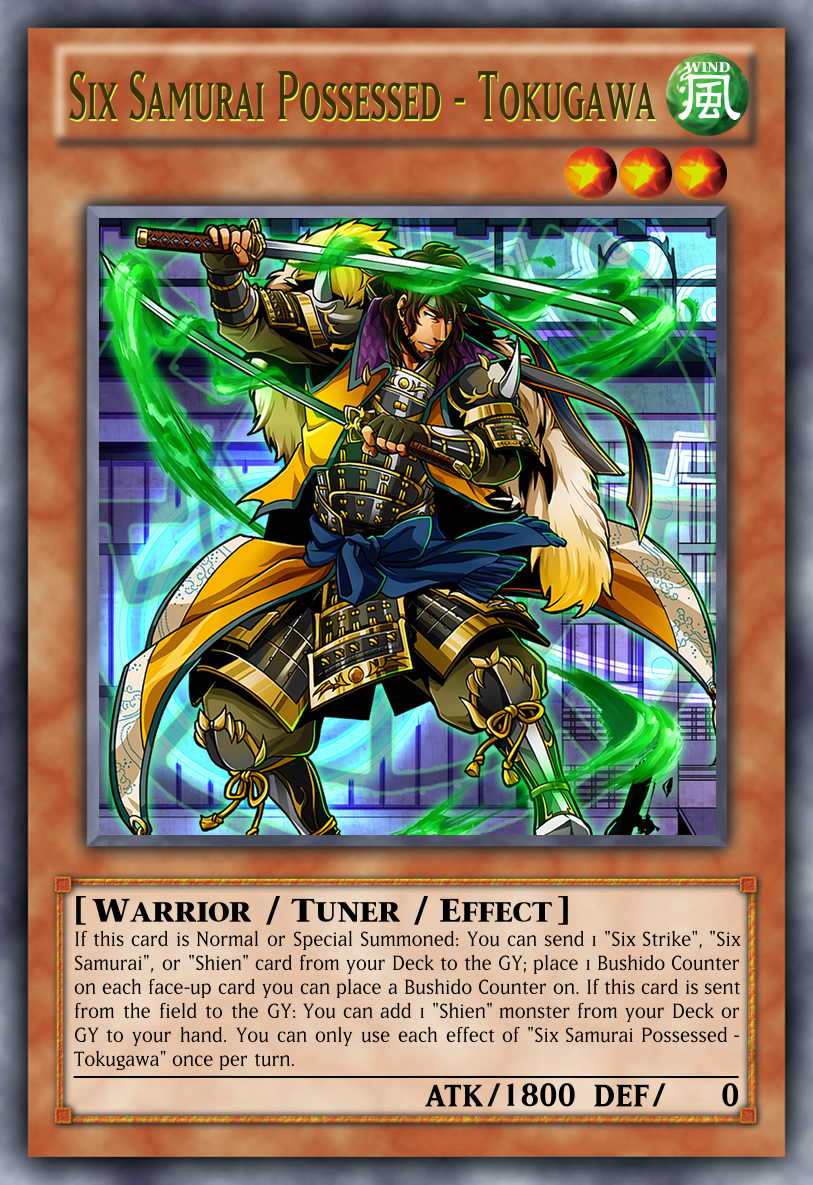 Six Samurai Possessed - Tokugawa
WIND
風
[ Warrior / Tuner / Effect ]
If this card is Normal or Special Summoned: You can send 1 "Six Strike", "Six
Samurai", or "Shien" card from your Deck to the GY; place 1 Bushido Counter
on each face-up card you can place a Bushido Counter on. If this card is sent
from the field to the GY: You can add 1 "Shien" monster from your Deck or
GY to your hand. You can only use each effect of "Six Samurai Possessed -
Tokugawa" once per turn.
ATK/1800 DEF/ 0